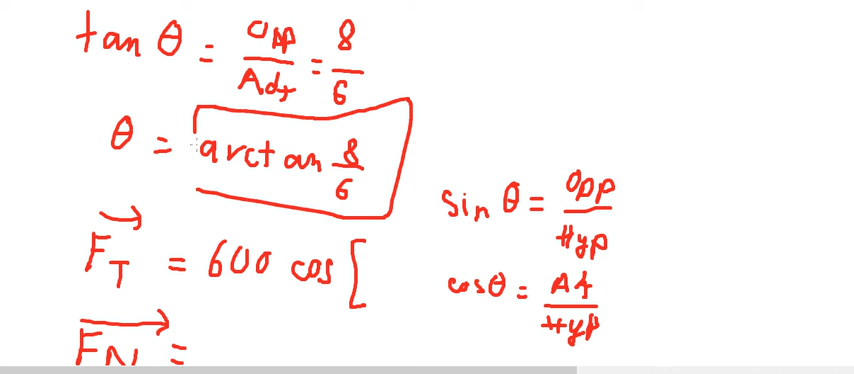 tan θ = Opp/Adj = 8/6
θ = arctan 8/6
F_T = 600 cos [
F_N =
sin θ = Opp/Hyp
cos θ = Adj/Hyp